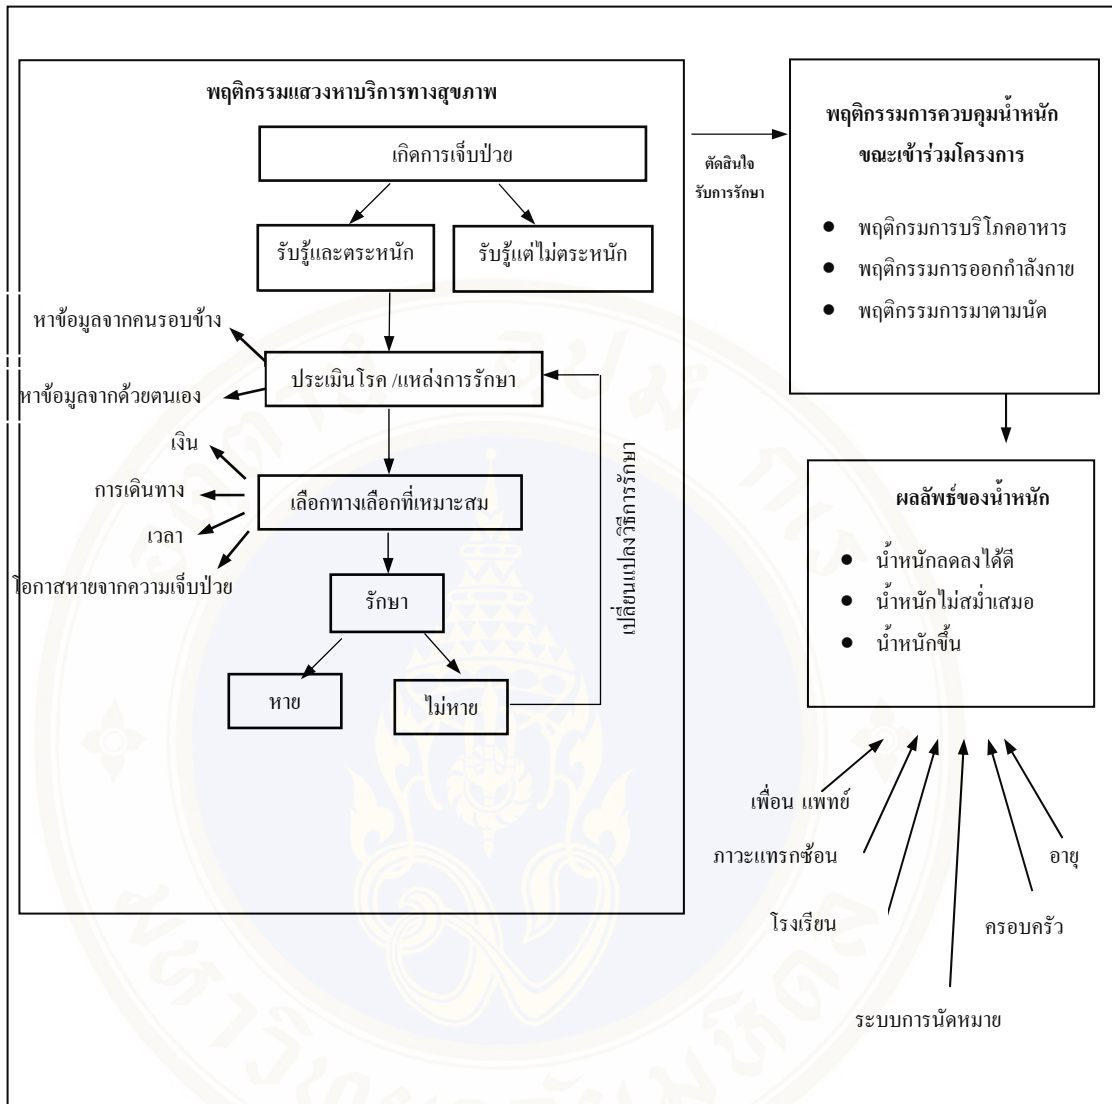 พฤติกรรมแสวงหาบริการทางสุขภาพ
เกิดการเจ็บป่วย
รับรู้และตระหนัก
รับรู้แต่ไม่ตระหนัก
หาข้อมูลจากคนรอบข้าง
ประเมินโรค /แหล่งการรักษา
หาข้อมูลจากด้วยตนเอง
เงิน
การเดินทาง
เลือกทางเลือกที่เหมาะสม
เวลา
โอกาสหายจากความเจ็บป่วย
รักษา
หาย
ไม่หาย
เปลี่ยนแปลงวิธีการรักษา
ตัดสินใจ
รับการรักษา
พฤติกรรมการควบคุมน้ำหนัก
ขณะเข้าร่วมโครงการ
● พฤติกรมการบริโภคอาหาร
● พฤติกรรมการออกกำลังกาย
● พฤติกรรมการมาตามนัด
ผลลัพธ์ของน้ำหนัก
● น้ำหนักลดลงได้ดี
● น้ำหนักไม่สม่ำเสมอ
● น้ำหนักขึ้น
เพื่อน แพทย์
ภาวะแทรกซ้อน
อายุ
โรงเรียน
ครอบครัว
ระบบการนัดหมาย
มหาวิทยาลัยมหิดล